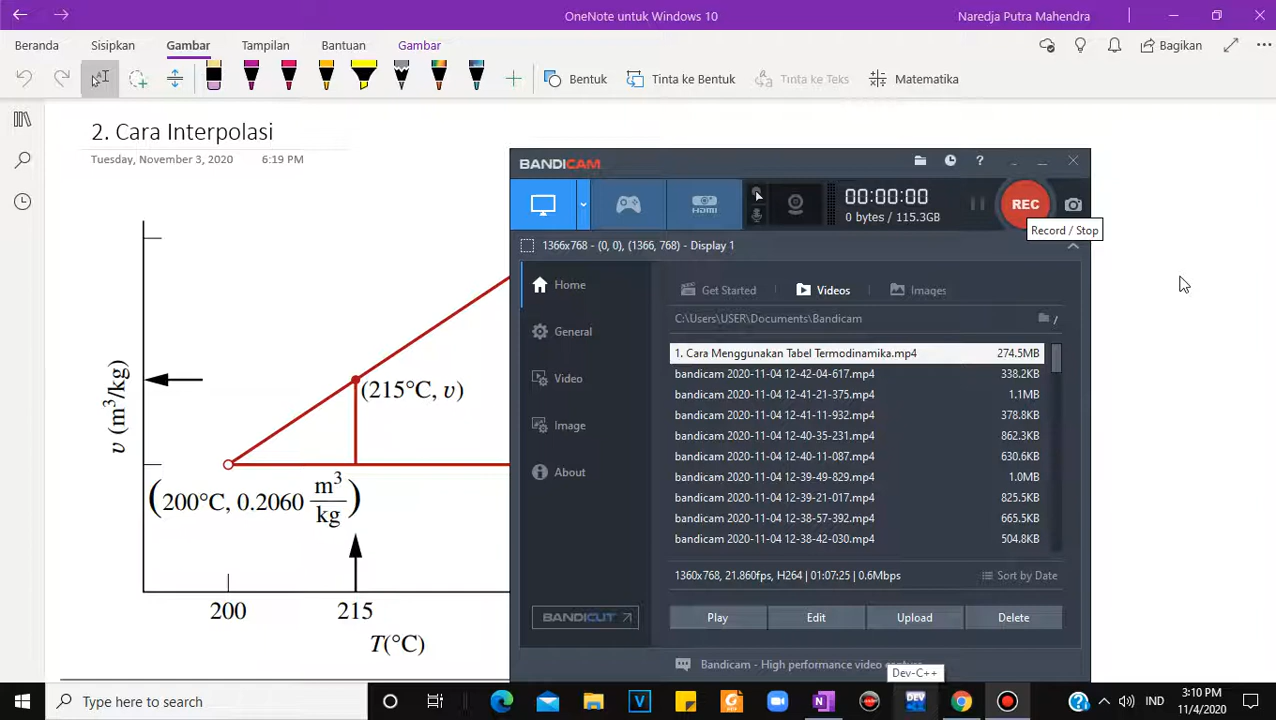 OneNote untuk Windows 10
Naredja Putra Mahendra
Beranda
Sisipkan
Gambar
Tampilan
Bantuan
Gambar
Bagikan
Bentuk
Tinta ke Bentuk
Tinta ke Teks
Matematika
2. Cara Interpolasi
Tuesday, November 3, 2020
6:19 PM
BANDICAM
HDMI
00:00:00
0 bytes / 115.3GB
REC
Record / Stop
1366x768 - (0, 0), (1366, 768) - Display 1
Home
General
Video
Image
About
BANDICUT
Get Started
Videos
Images
C:\Users\USER\Documents\Bandicam
1. Cara Menggunakan Tabel Termodinamika.mp4 274.5MB
bandicam 2020-11-04 12-42-04-617.mp4 338.2KB
bandicam 2020-11-04 12-41-21-375.mp4 1.1MB
bandicam 2020-11-04 12-41-11-932.mp4 378.8KB
bandicam 2020-11-04 12-40-35-231.mp4 862.3KB
bandicam 2020-11-04 12-40-11-087.mp4 630.6KB
bandicam 2020-11-04 12-39-49-829.mp4 1.0MB
bandicam 2020-11-04 12-39-21-017.mp4 825.5KB
bandicam 2020-11-04 12-38-57-392.mp4 665.5KB
bandicam 2020-11-04 12-38-42-030.mp4 504.8KB
1360x768, 21.860fps, H264 | 01:07:25 | 0.6Mbps
Sort by Date
Play
Edit
Upload
Delete
Bandicam - High performance video capture
Dev-C++
v (m³/kg)
(215°C, v)
(200°C, 0.2060 m³/kg)
200
215
T(°C)
Type here to search
DEV
IND
3:10 PM
11/4/2020